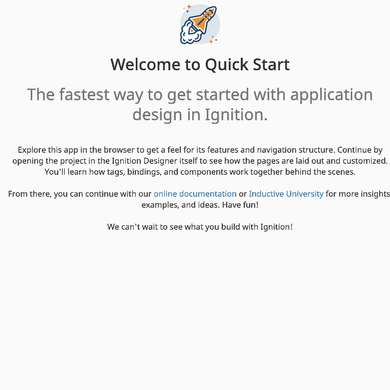 Welcome to Quick Start
The fastest way to get started with application
design in Ignition.
Explore this app in the browser to get a feel for its features and navigation structure. Continue by
opening the project in the Ignition Designer itself to see how the pages are laid out and customized.
You'll learn how tags, bindings, and components work together behind the scenes.
From there, you can continue with our online documentation or Inductive University for more insights,
examples, and ideas. Have fun!
We can't wait to see what you build with Ignition!